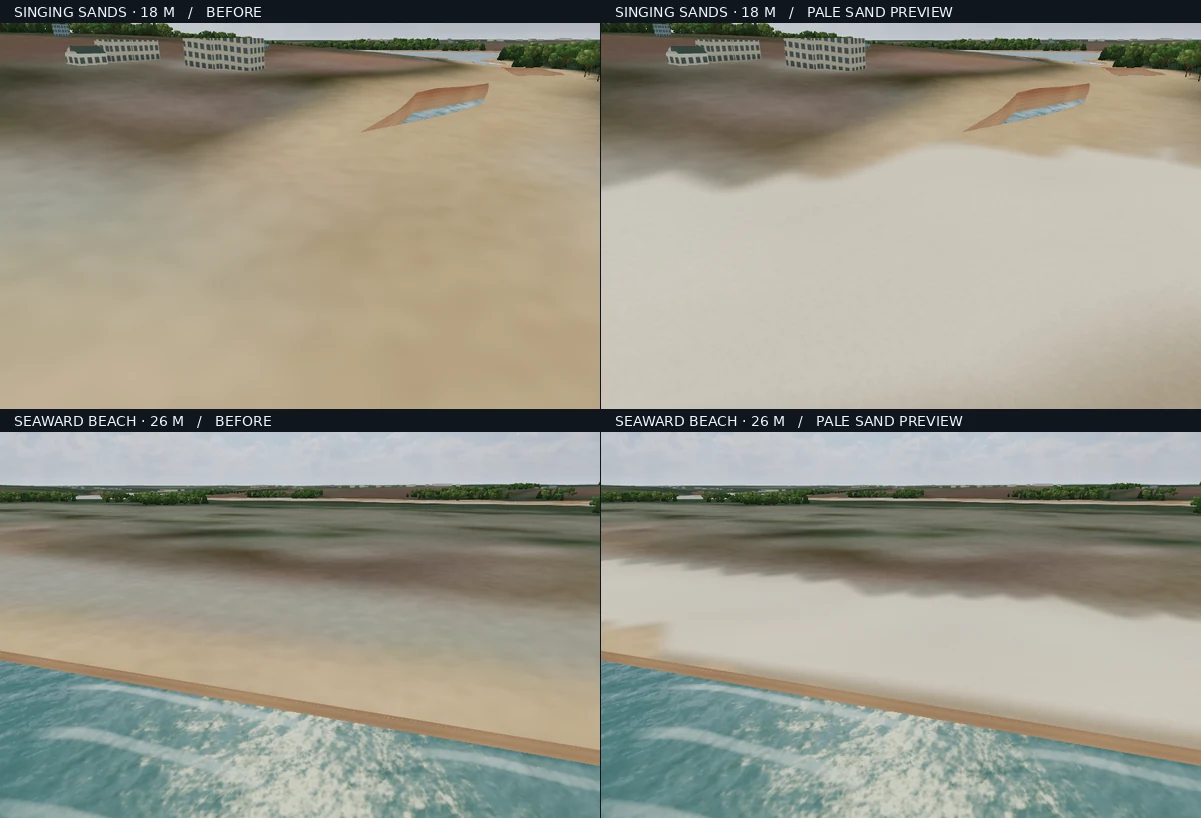 SINGING SANDS · 18 M / BEFORE
SINGING SANDS · 18 M / PALE SAND PREVIEW
SEAWARD BEACH · 26 M / BEFORE
SEAWARD BEACH · 26 M / PALE SAND PREVIEW